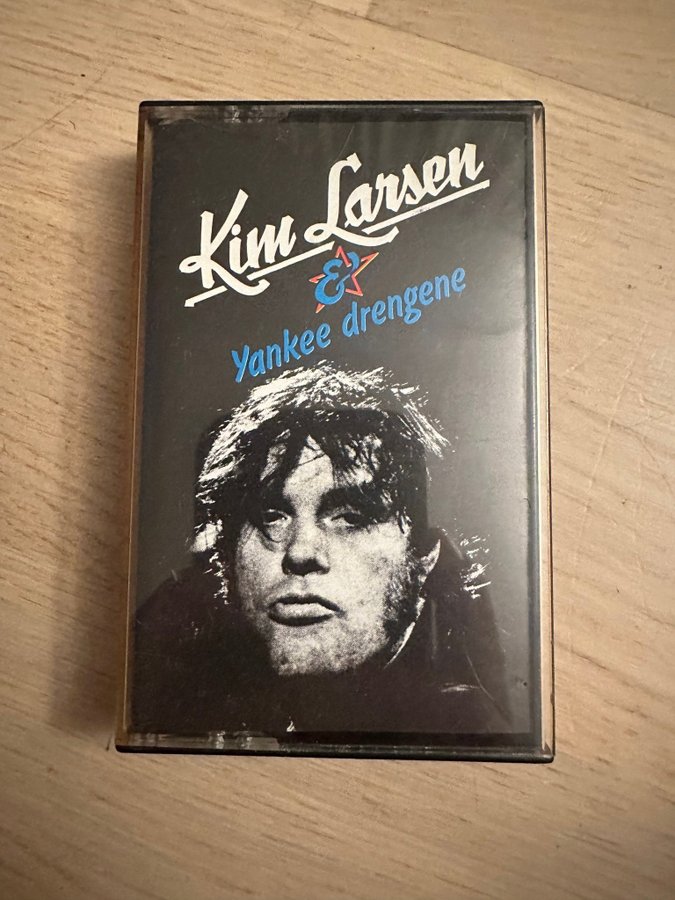 Kim Larsen
&
Yankee drengene